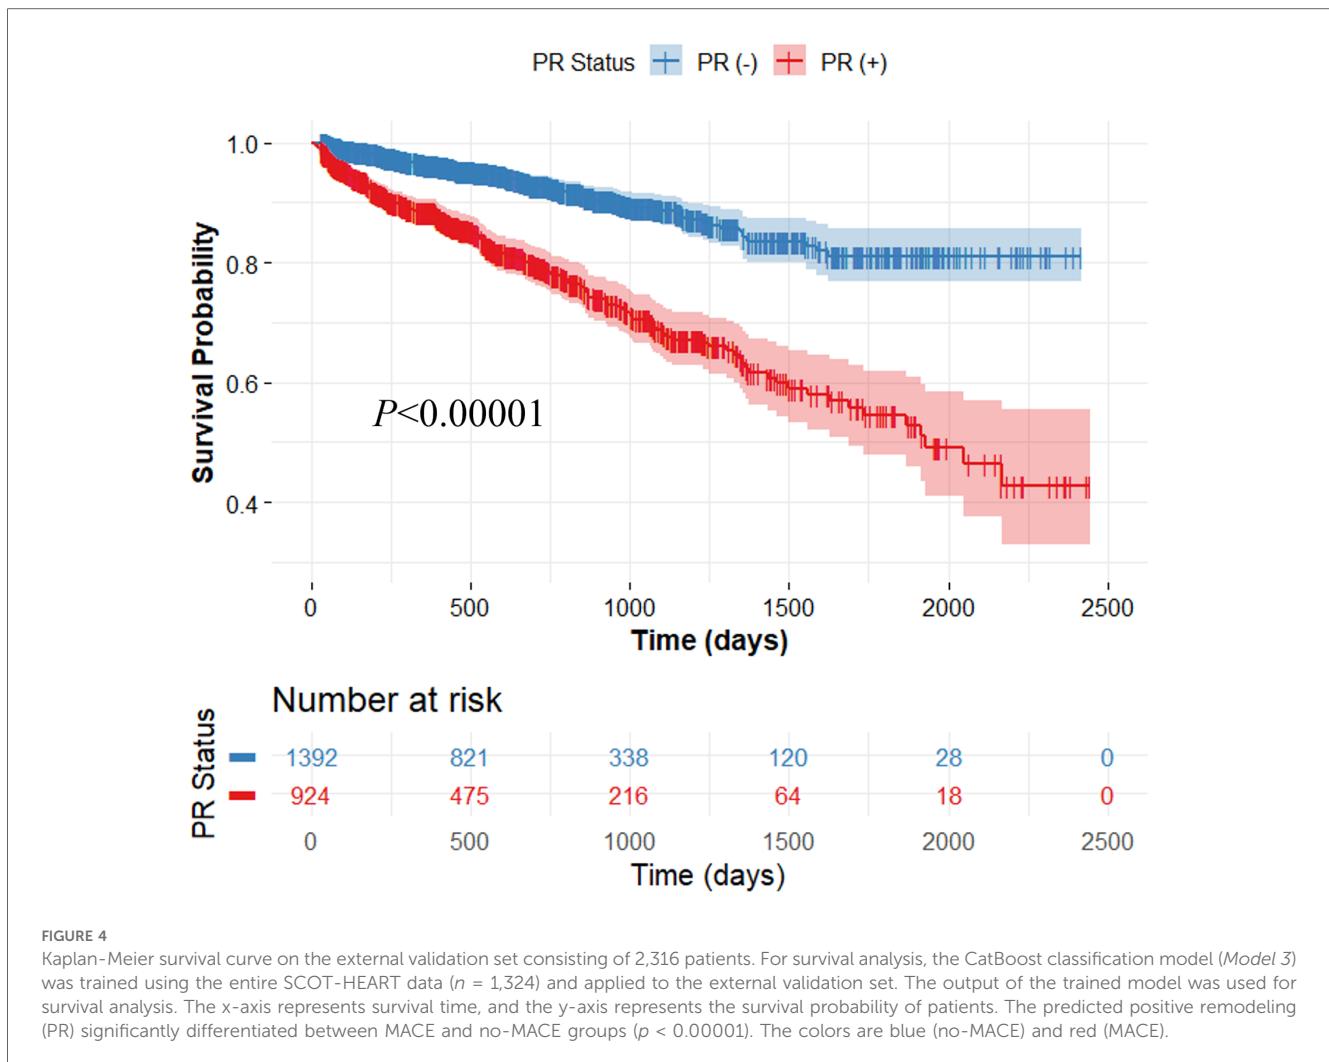 PR Status PR (-) PR (+)
1.0
0.8
0.6
0.4
Survival Probability
P<0.00001
0 500 1000 1500 2000 2500
Time (days)
Number at risk
PR Status
1392 821 338 120 28 0
924 475 216 64 18 0
0 500 1000 1500 2000 2500
Time (days)
FIGURE 4
Kaplan-Meier survival curve on the external validation set consisting of 2,316 patients. For survival analysis, the CatBoost classification model (Model 3)
was trained using the entire SCOT-HEART data (n = 1,324) and applied to the external validation set. The output of the trained model was used for
survival analysis. The x-axis represents survival time, and the y-axis represents the survival probability of patients. The predicted positive remodeling
(PR) significantly differentiated between MACE and no-MACE groups (p < 0.00001). The colors are blue (no-MACE) and red (MACE).